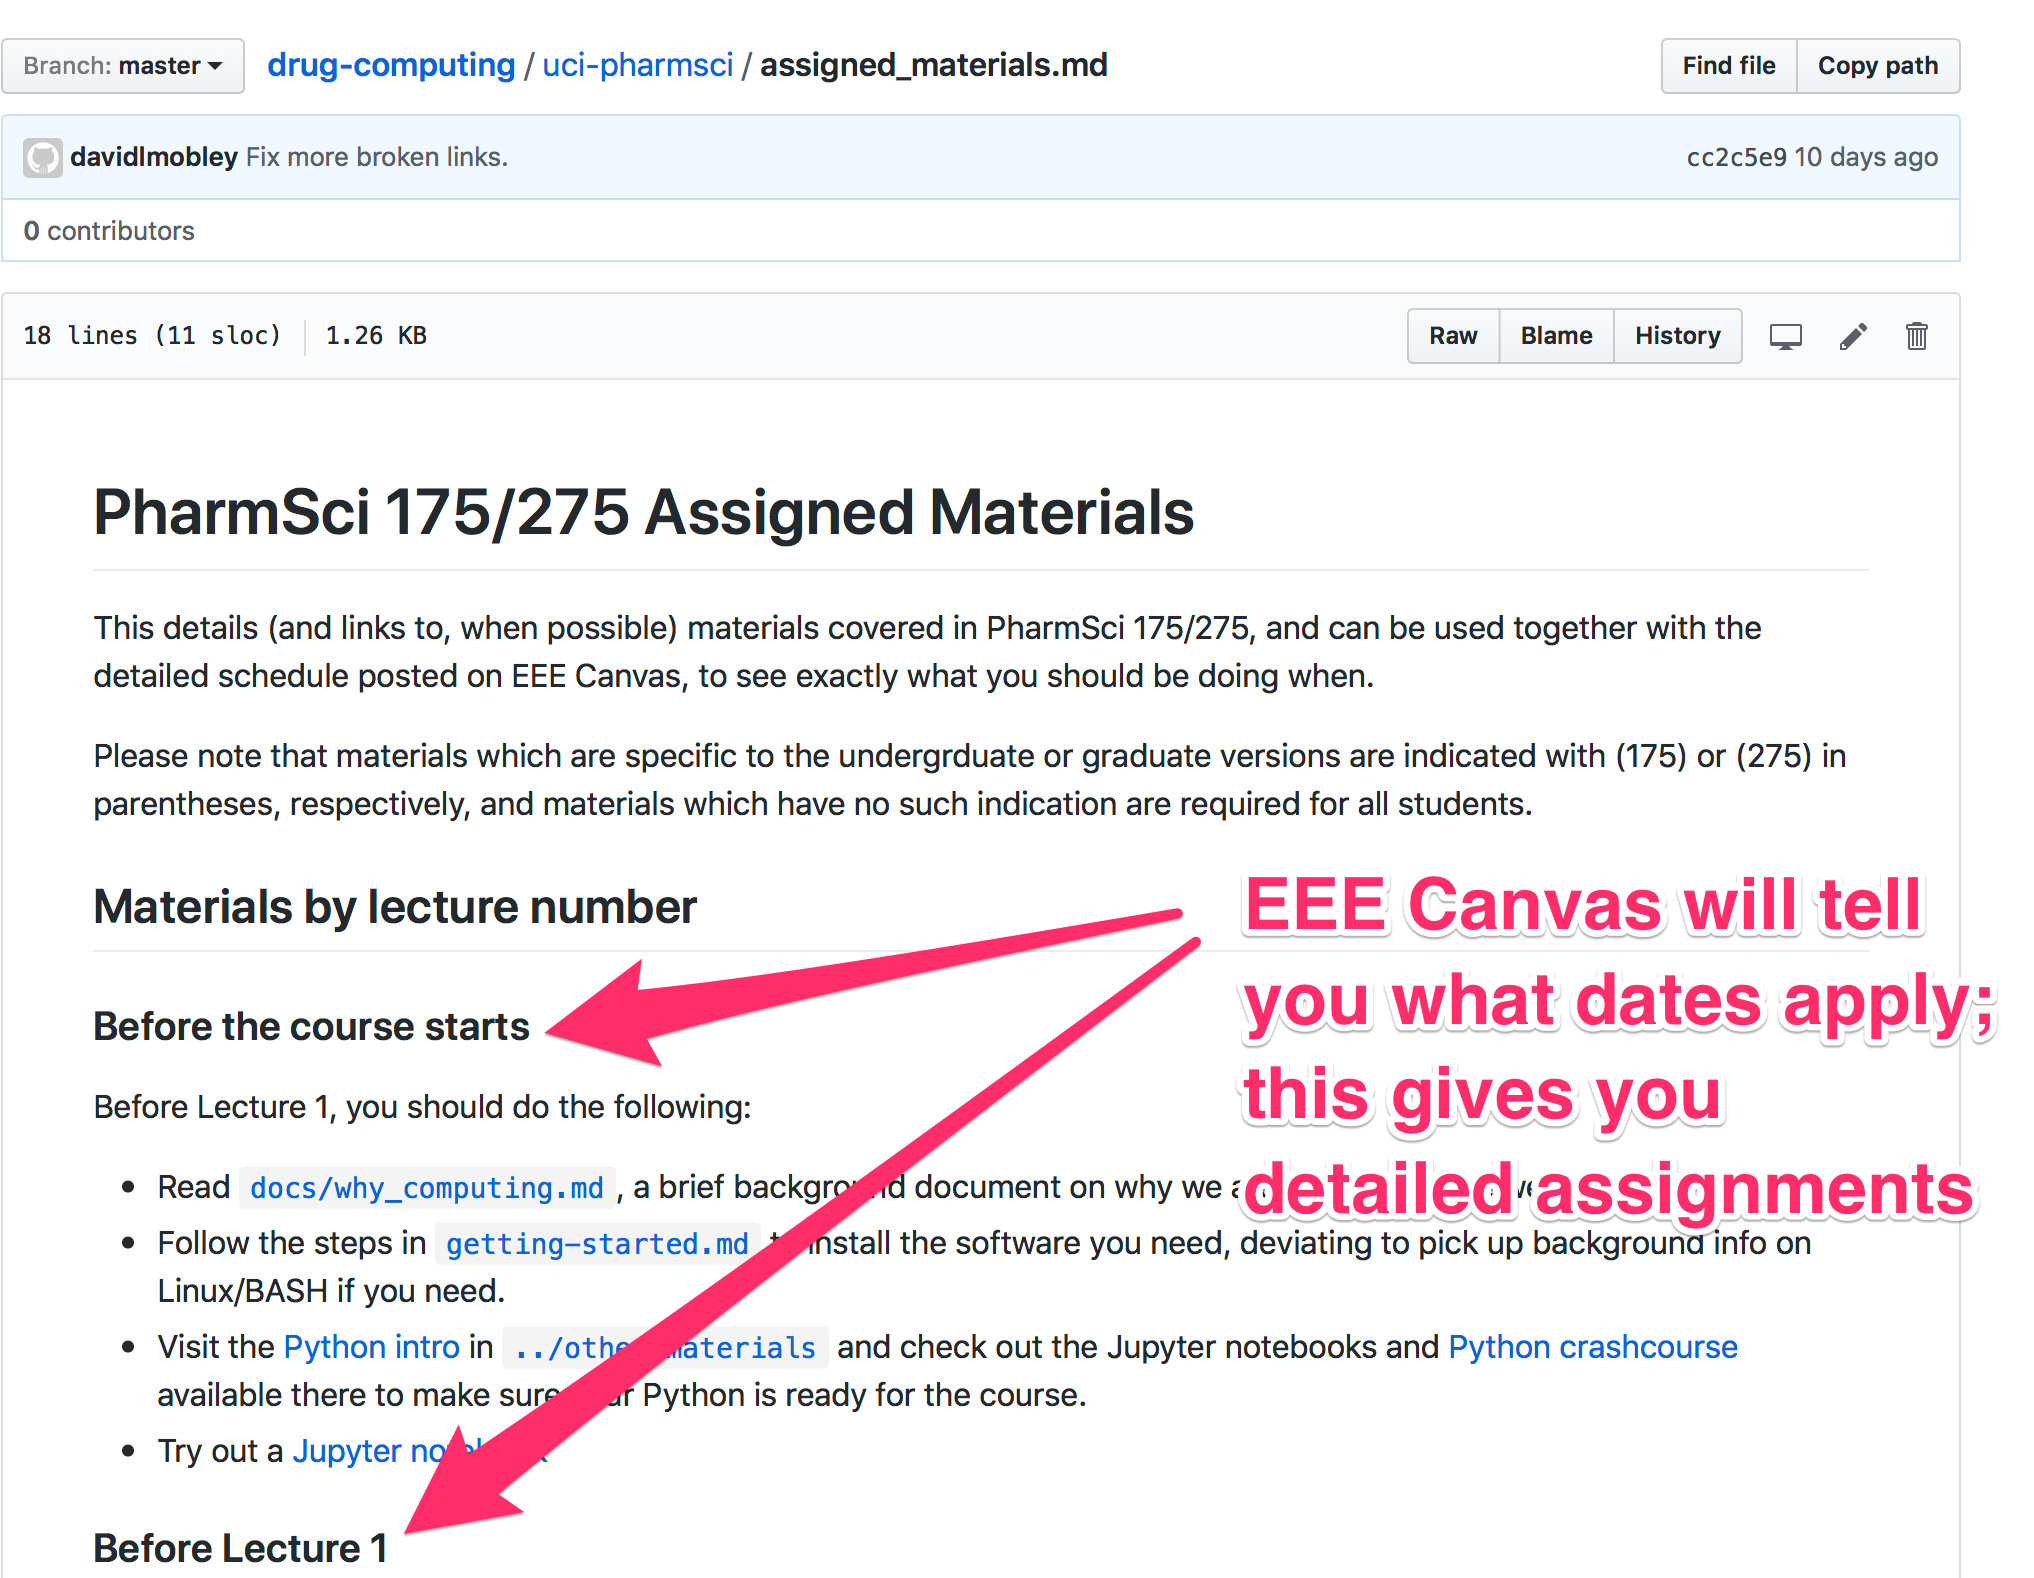 Branch: master
drug-computing / uci-pharmsci / assigned_materials.md
Find file
Copy path
davidlmobley Fix more broken links.
cc2c5e9 10 days ago
0 contributors
18 lines (11 sloc)
1.26 KB
Raw
Blame
History
PharmSci 175/275 Assigned Materials
This details (and links to, when possible) materials covered in PharmSci 175/275, and can be used together with the
detailed schedule posted on EEE Canvas, to see exactly what you should be doing when.
Please note that materials which are specific to the undergrduate or graduate versions are indicated with (175) or (275) in
parentheses, respectively, and materials which have no such indication are required for all students.
Materials by lecture number
EEE Canvas will tell
you what dates apply;
this gives you
detailed assignments
Before the course starts
Before Lecture 1, you should do the following:
Read docs/why_computing.md , a brief background document on why we
Follow the steps in getting-started.md to install the software you need, deviating to pick up background info on
Linux/BASH if you need.
Visit the Python intro in ../other_materials and check out the Jupyter notebooks and Python crashcourse
available there to make sure your Python is ready for the course.
Try out a Jupyter notebook
Before Lecture 1